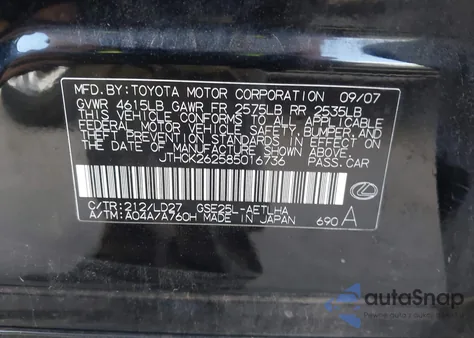 MFD. BY: TOYOTA MOTOR CORPORATION 09/07
GVWR 4615LB GAWR FR 2575LB RR 2535LB
THIS VEHICLE CONFORMS TO ALL APPLICABLE
FEDERAL MOTOR VEHICLE SAFETY, BUMPER, AND
THEFT PREVENTION STANDARDS IN EFFECT ON
THE DATE OF MANUFACTURE SHOWN ABOVE.
JTHCK2625850T6736 PASS.CAR
C/TR:212/LD27 GSE25L-AETLHA
A/TM:A04A/A760H MADE IN JAPAN 690 A
autaSnap